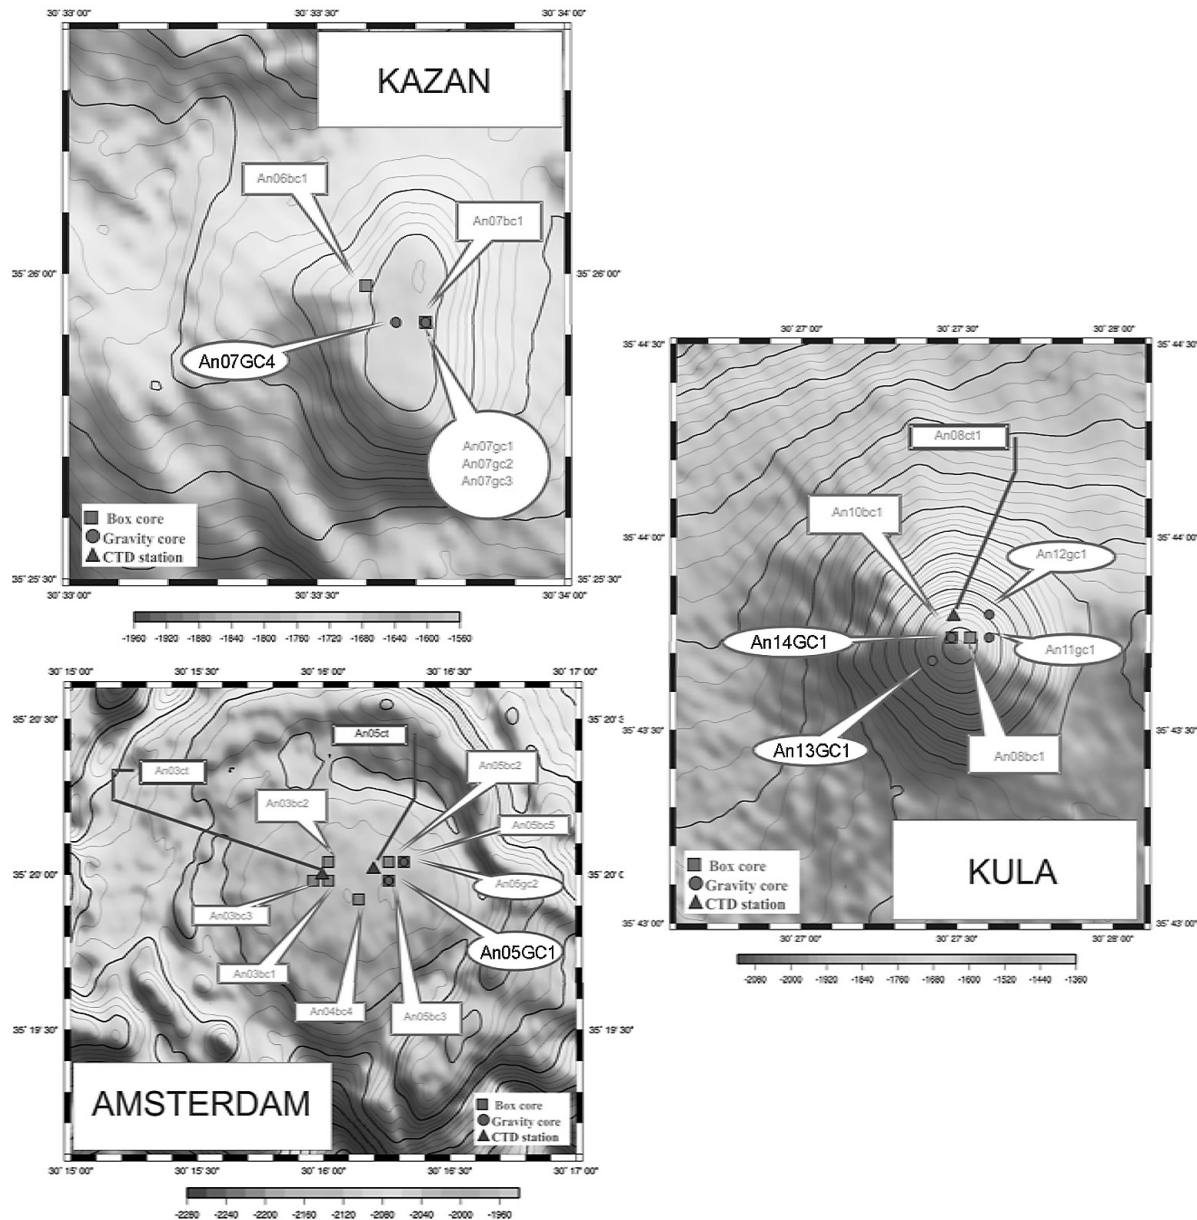 30° 33' 00"
30° 33' 30"
30° 34' 00"
KAZAN
An06bc1
An07bc1
35° 26' 00"
35° 26' 00"
An07GC4
An07gc1
An07gc2
An07gc3
Box core
Gravity core
CTD station
35° 25' 30"
35° 25' 30"
30° 33' 00"
30° 33' 30"
30° 34' 00"
-1960 -1920 -1880 -1840 -1800 -1760 -1720 -1680 -1640 -1600 -1560
30° 27' 00"
30° 27' 30"
30° 28' 00"
35° 44' 30"
35° 44' 30"
An08ct1
An10bc1
35° 44' 00"
35° 44' 00"
An12gc1
An14GC1
An11gc1
An13GC1
An08bc1
35° 43' 30"
35° 43' 30"
Box core
Gravity core
CTD station
KULA
35° 43' 00"
35° 43' 00"
30° 27' 00"
30° 27' 30"
30° 28' 00"
-2080 -2000 -1920 -1840 -1760 -1680 -1600 -1520 -1440 -1360
30° 15' 00"
30° 15' 30"
30° 16' 00"
30° 16' 30"
30° 17' 00"
35° 20' 30"
An05ct
An03ct
An05bc2
An03bc2
An05bc5
35° 20' 00"
An05gc2
An03bc3
An05GC1
An03bc1
An04bc4
An05bc3
35° 19' 30"
35° 19' 30"
AMSTERDAM
Box core
Gravity core
CTD station
30° 15' 00"
30° 15' 30"
30° 16' 00"
30° 16' 30"
30° 17' 00"
-2280 -2240 -2200 -2160 -2120 -2080 -2040 -2000 -1960